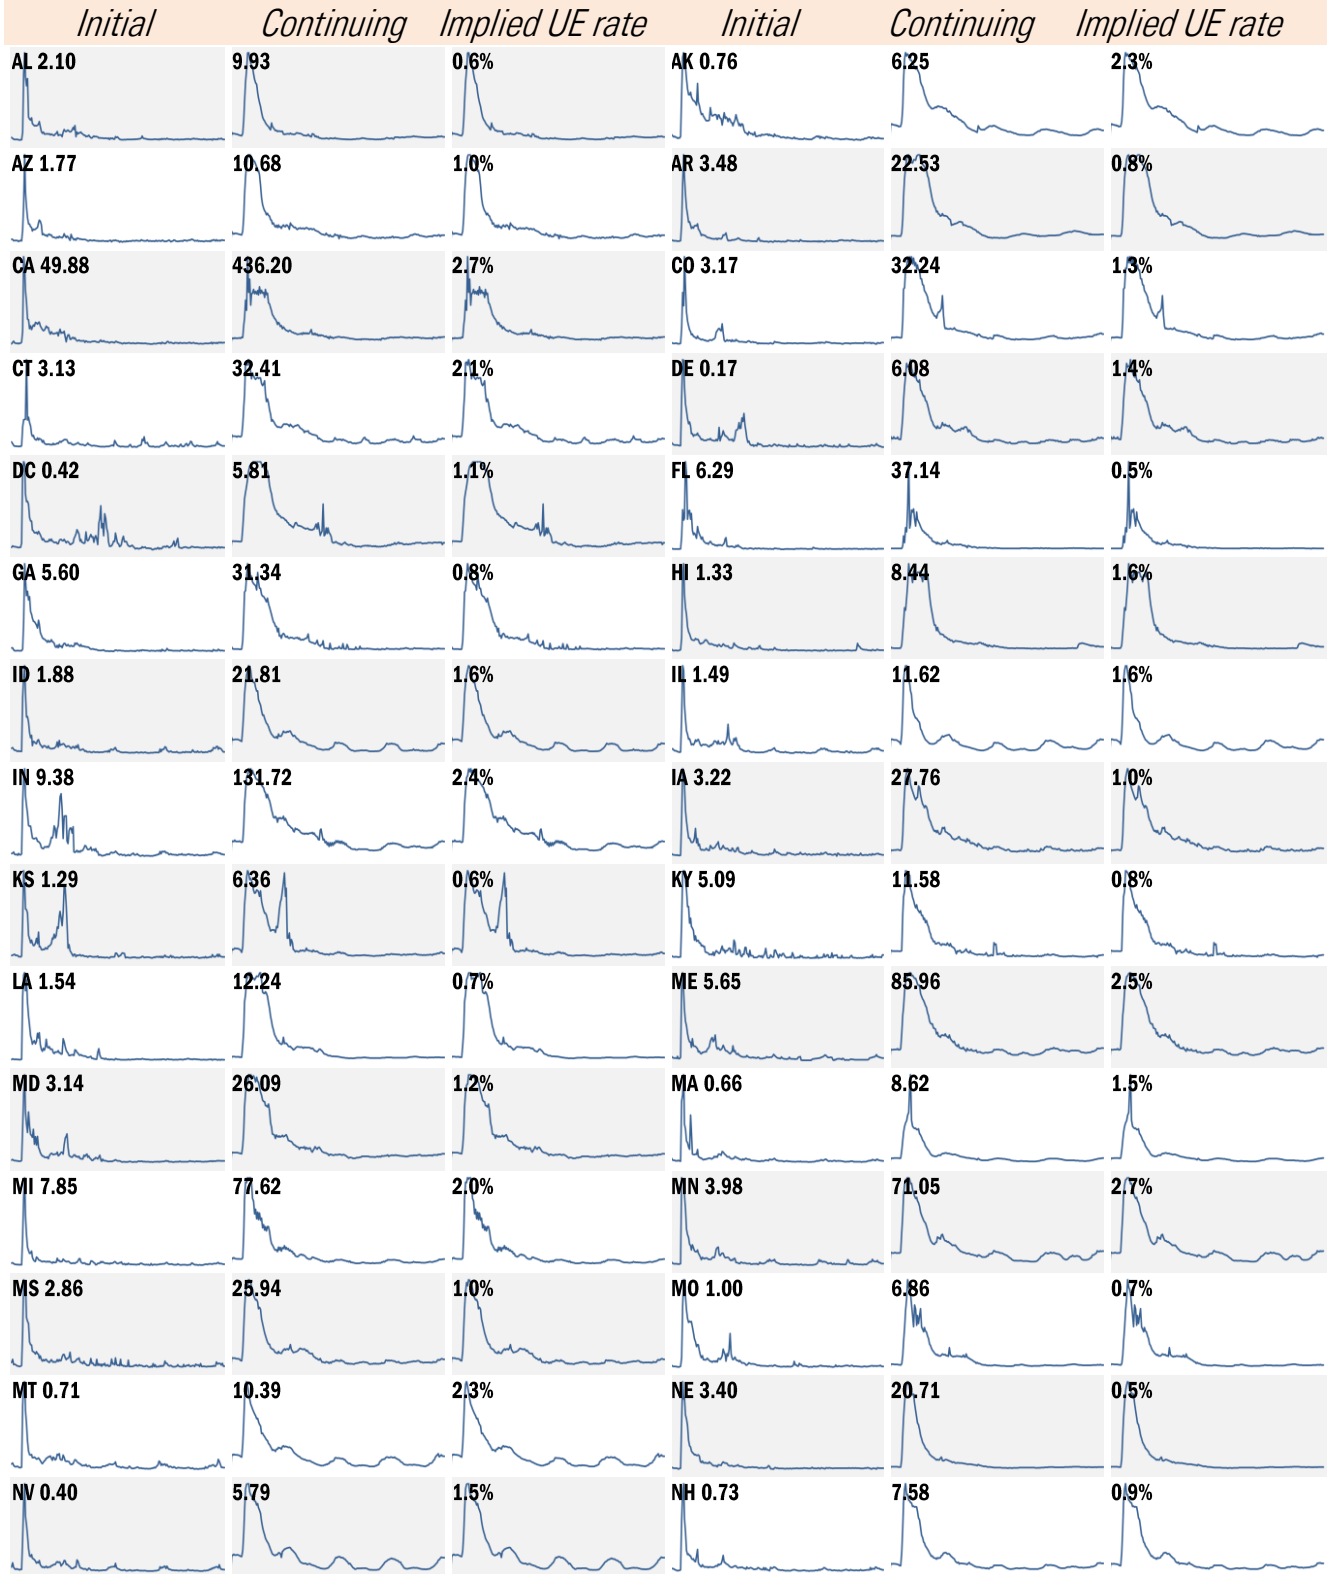 Initial Continuing Implied UE rate Initial Continuing Implied UE rate
AL 2.10 9.93 0.6% AK 0.76 6.25 2.3%
AZ 1.77 10.68 1.0% AR 3.48 22.53 0.8%
CA 49.88 436.20 2.7% CO 3.17 32.24 1.3%
CT 3.13 32.41 2.1% DE 0.17 6.08 1.4%
DC 0.42 5.81 1.1% FL 6.29 37.14 0.5%
GA 5.60 31.34 0.8% HI 1.33 8.44 1.6%
ID 1.88 21.81 1.6% IL 1.49 11.62 1.6%
IN 9.38 131.72 2.4% IA 3.22 27.76 1.0%
KS 1.29 6.36 0.6% KY 5.09 11.58 0.8%
LA 1.54 12.24 0.7% ME 5.65 85.96 2.5%
MD 3.14 26.09 1.2% MA 0.66 8.62 1.5%
MI 7.85 77.62 2.0% MN 3.98 71.05 2.7%
MS 2.86 25.94 1.0% MO 1.00 6.86 0.7%
MT 0.71 10.39 2.3% NE 3.40 20.71 0.5%
NV 0.40 5.79 1.5% NH 0.73 7.58 0.9%